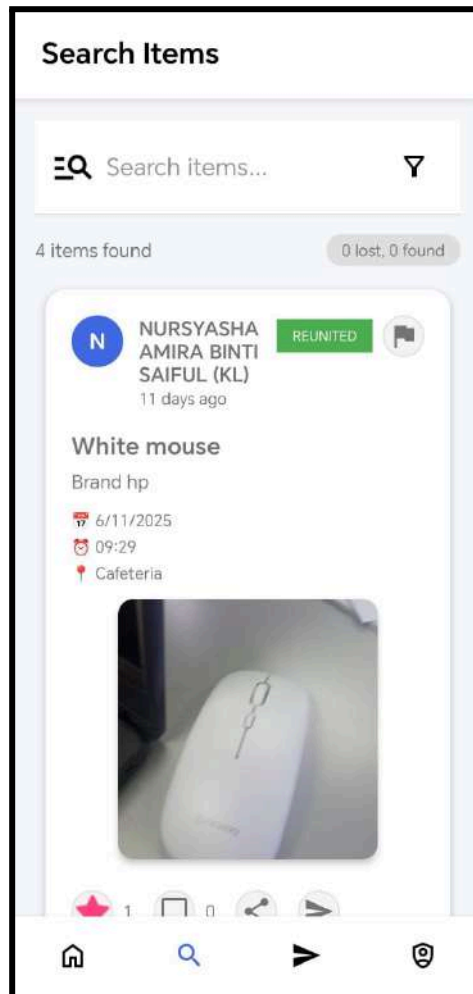 Search Items
Search items...
4 items found
0 lost, 0 found
N
NURSYASHA
AMIRA BINTI
SAIFUL (KL)
REUNITED
11 days ago
White mouse
Brand hp
6/11/2025
09:29
Cafeteria
1
0